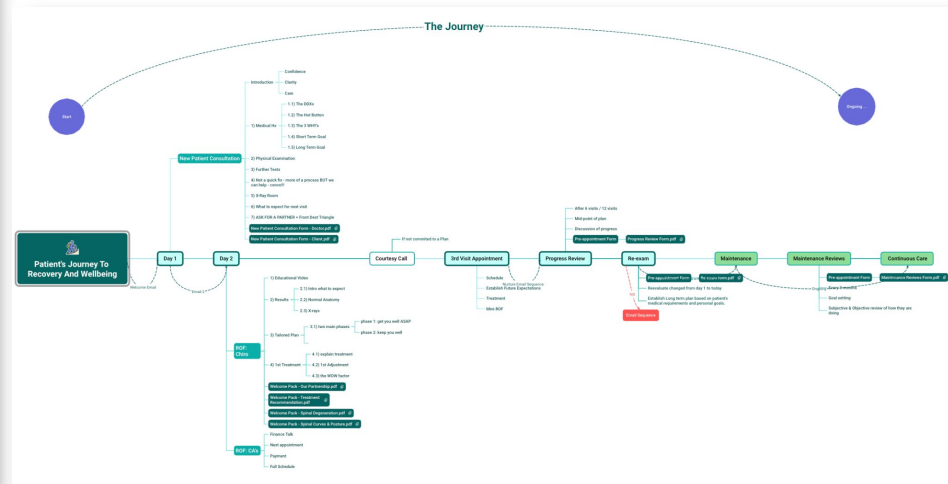 The Journey
Start
Ongoing ...
Patient's Journey To
Recovery And Wellbeing
Welcome Email
Day 1
New Patient Consultation
Introduction
Confidence
Clarity
Care
1) Medical Hx
1.2) The Hot Button
1.3) The 3 WHY's
1.4) Short Term Goal
1.5) Long Term Goal
2) Physical Examination
3) Further Tests
4) Not a quick fix - more of a process BUT we
can help - consult
5) X-Ray Room
6) What to expect for next visit
7) ASK FOR A PARTNER + Front Desk Triangle
New Patient Consultation Form - Doctor.pdf
New Patient Consultation Form - Client.pdf
Day 2
ROF:
Chiro
1) Educational Video
2) Results
2.1) Intro what to expect
2.2) Normal Anatomy
2.3) X-rays
3) Tailored Plan
3.1) two main phases
phase 1: get you well ASAP
phase 2: keep you well
4) 1st Treatment
4.1) explain treatment
4.2) 1st Adjustment
4.3) the WOW factor
Welcome Pack - Our Partnership.pdf
Welcome Pack - Treatment
Recommendation.pdf
Welcome Pack - Spinal Degeneration.pdf
Welcome Pack - Spinal Curves & Posture.pdf
ROF: CA's
Finance Talk
Next appointment
Payment
Full Schedule
Courtesy Call
If not commited to a Plan
3rd Visit Appointment
Schedule
Establish Future Expectations
Treatment
Mini-ROF
Nurture Email Sequence
Progress Review
After 6 visits / 12 visits
Mid point of plan
Discussion of progress
Pre-appointment Form
Progress Review Form.pdf
Re-exam
Pre-appointment Form
Re-exam form.pdf
Reevaluate changed from day 1 to today
Establish Long term plan based on patient's
medical requirements and personal goals.
Email Sequence
Maintenance
Ongoing
Maintenance Reviews
Pre-appointment Form
Maintenance Reviews Form.pdf
Every 3 months
Goal setting
Subjective & Objective review of how they are
doing
Continuous Care